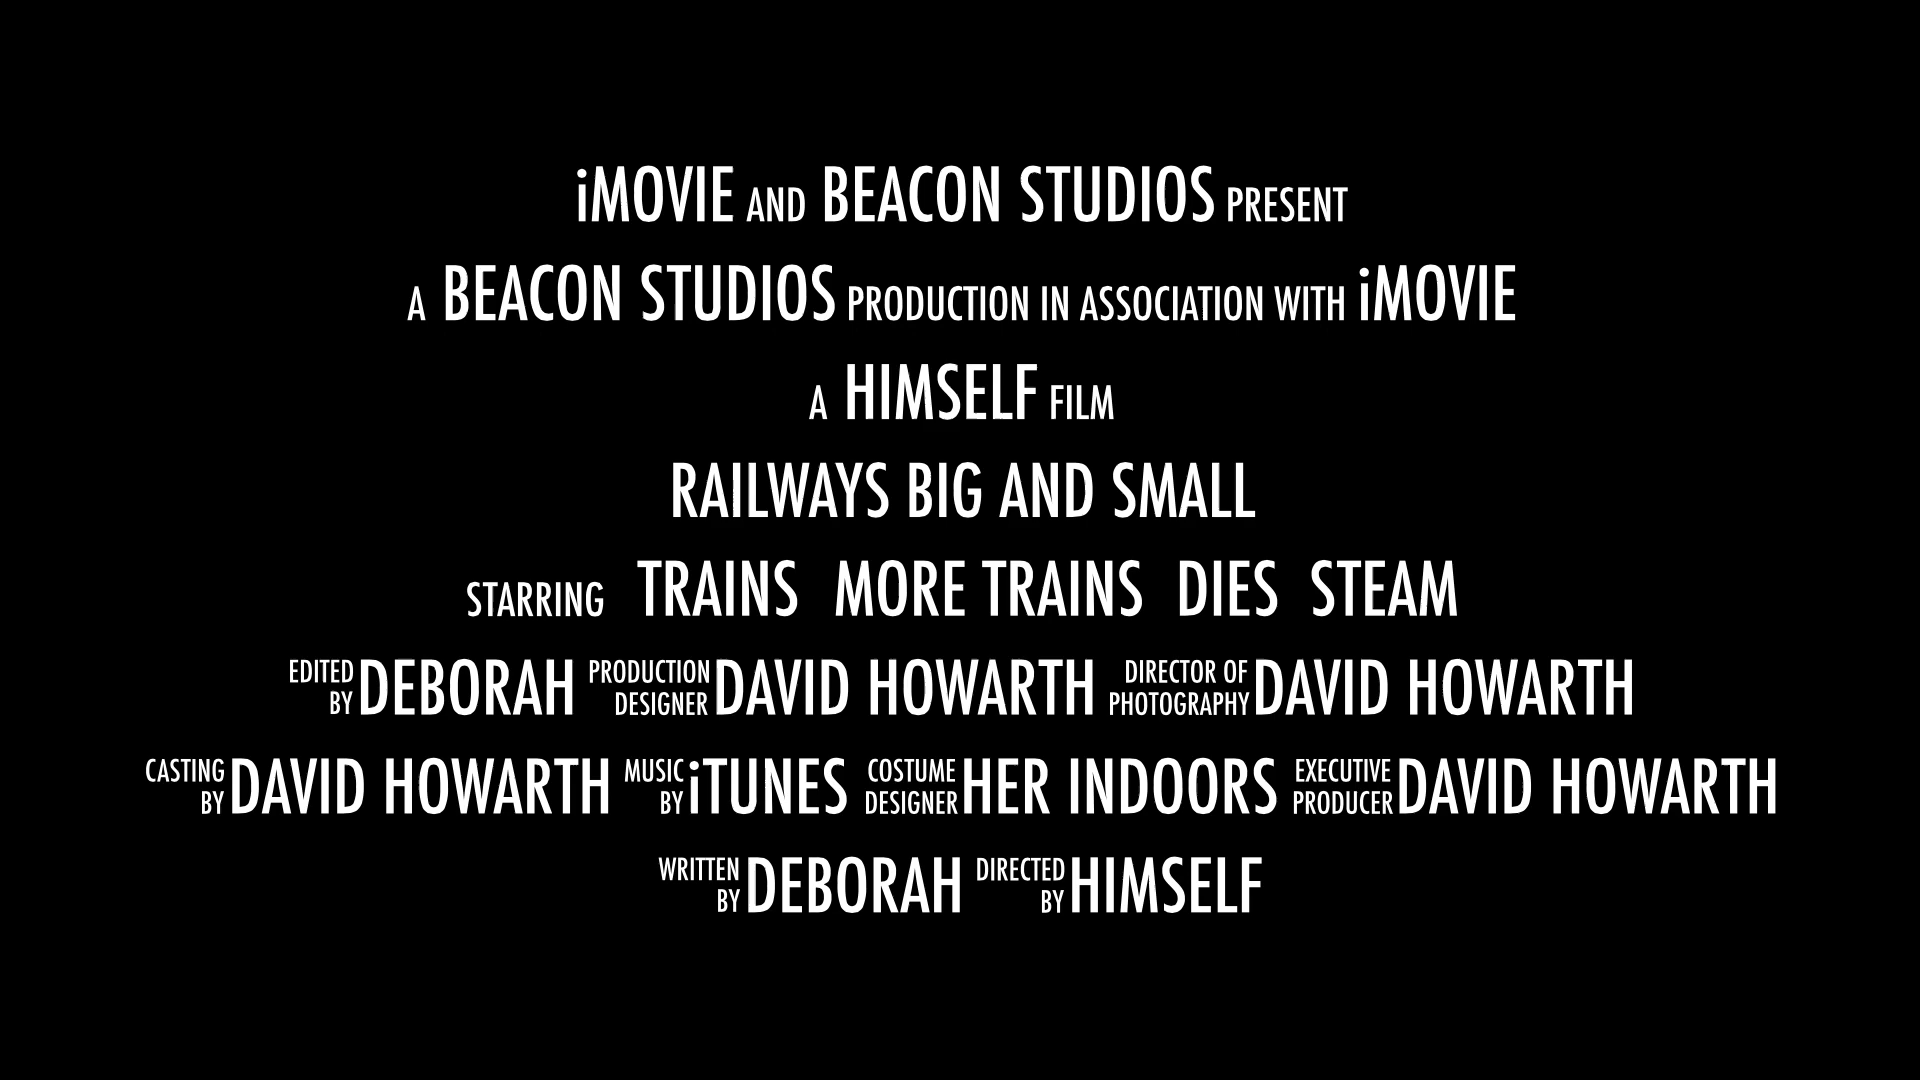 iMOVIE AND BEACON STUDIOS PRESENT
A BEACON STUDIOS PRODUCTION IN ASSOCIATION WITH iMOVIE
A HIMSELF FILM
RAILWAYS BIG AND SMALL
STARRING TRAINS MORE TRAINS DIES STEAM
EDITED BY DEBORAH PRODUCTION DESIGNER DAVID HOWARTH DIRECTOR OF PHOTOGRAPHY DAVID HOWARTH
CASTING BY DAVID HOWARTH MUSIC BY iTUNES COSTUME DESIGNER HER INDOORS EXECUTIVE PRODUCER DAVID HOWARTH
WRITTEN BY DEBORAH DIRECTED BY HIMSELF